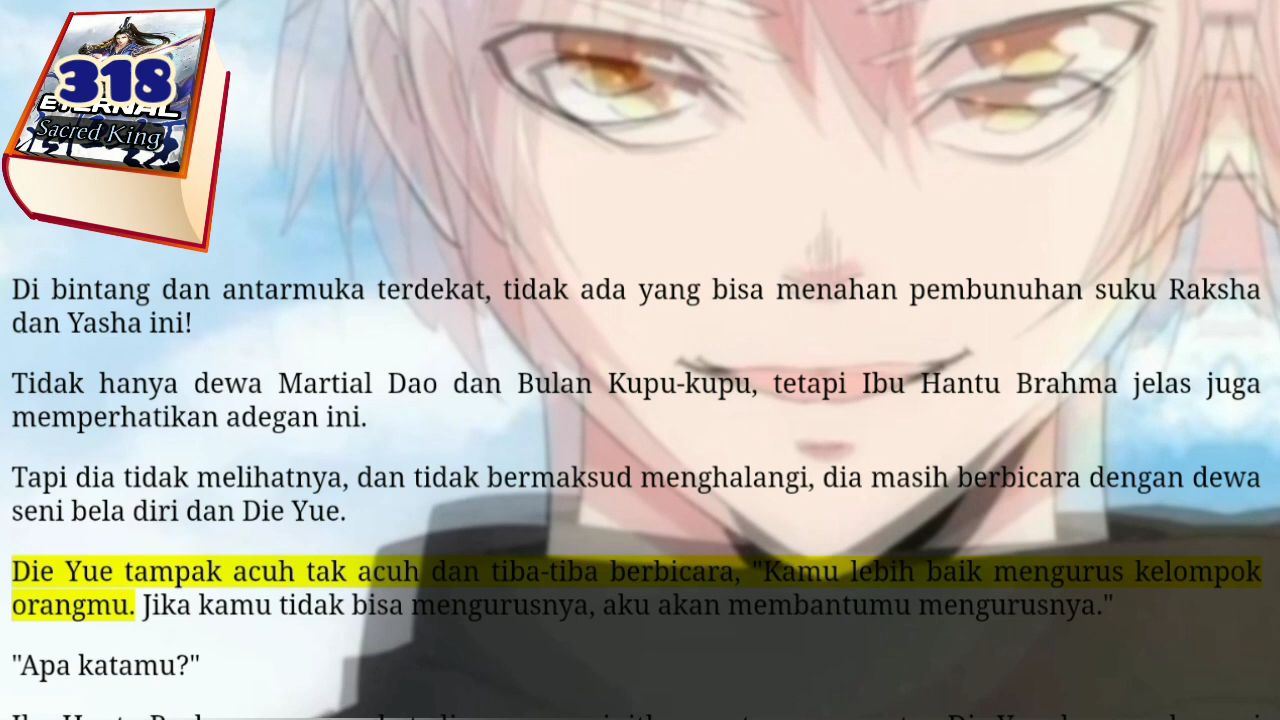 318
ETERNAL
Sacred King
Di bintang dan antarmuka terdekat, tidak ada yang bisa menahan pembunuhan suku Raksha
dan Yasha ini!
Tidak hanya dewa Martial Dao dan Bulan Kupu-kupu, tetapi Ibu Hantu Brahma jelas juga
memperhatikan adegan ini.
Tapi dia tidak melihatnya, dan tidak bermaksud menghalangi, dia masih berbicara dengan dewa
seni bela diri dan Die Yue.
Die Yue tampak acuh tak acuh dan tiba-tiba berbicara, "Kamu lebih baik mengurus kelompok
orangmu. Jika kamu tidak bisa mengurusnya, aku akan membantumu mengurusnya."
"Apa katamu?"